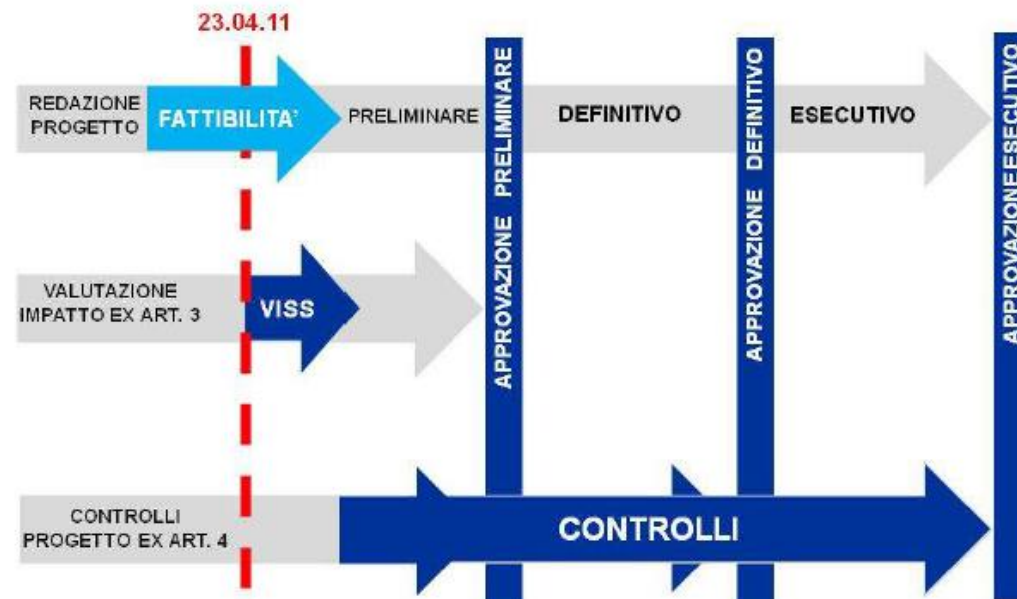 23.04.11
REDAZIONE
PROGETTO
FATTIBILITA'
PRELIMINARE
APPROVAZIONE PRELIMINARE
DEFINITIVO
APPROVAZIONE DEFINITIVO
ESECUTIVO
APPROVAZIONE ESECUTIVO
VALUTAZIONE
IMPATTO EX ART. 3
VISS
CONTROLLI
PROGETTO EX ART. 4
CONTROLLI